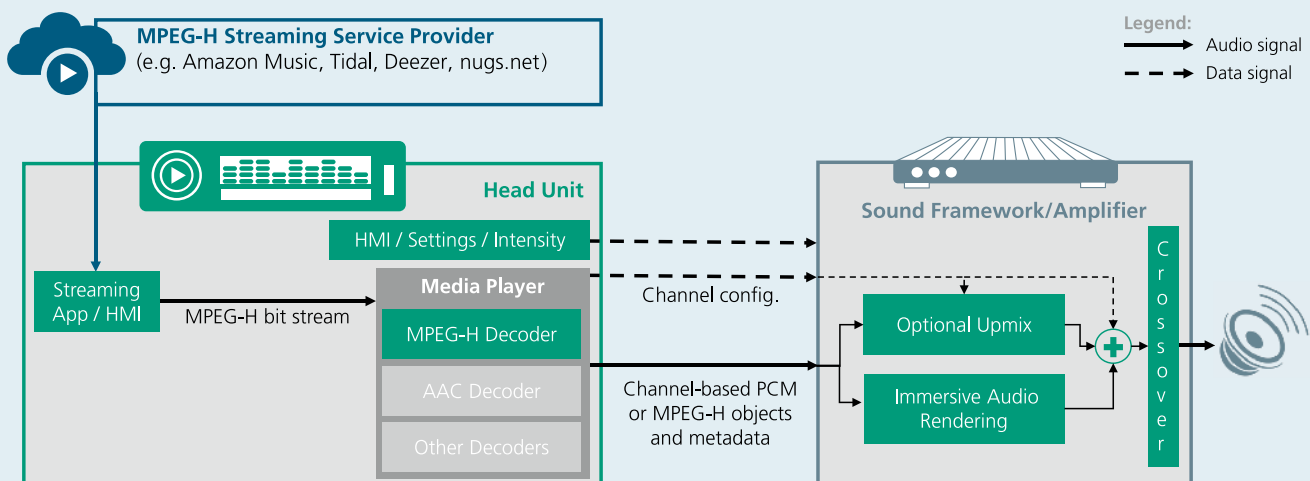 MPEG-H Streaming Service Provider
(e.g. Amazon Music, Tidal, Deezer, nugs.net)
Legend:
Audio signal
Data signal
Head Unit
HMI / Settings / Intensity
Streaming
App / HMI
MPEG-H bit stream
Media Player
MPEG-H Decoder
AAC Decoder
Other Decoders
Channel config.
Channel-based PCM
or MPEG-H objects
and metadata
Sound Framework/Amplifier
Optional Upmix
Immersive Audio
Rendering
Crossover